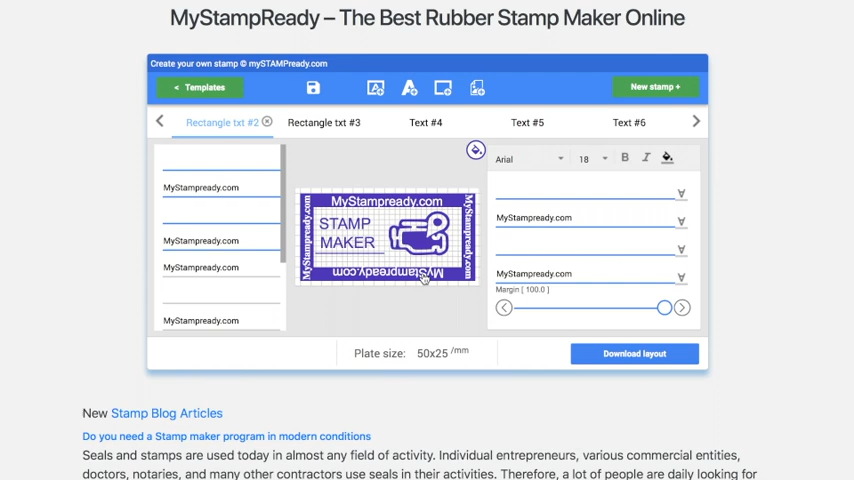 MyStampReady – The Best Rubber Stamp Maker Online
Create your own stamp © mySTAMPready.com
< Templates
New stamp +
Rectangle txt #2
Rectangle txt #3
Text #4
Text #5
Text #6
Arial
18
B
I
MyStampready.com
MyStampready.com
MyStampready.com
MyStampready.com
MyStampready.com
MyStampready.com
STAMP
MAKER
MyStampready.com
MyStampready.com
MyStampready.com
MyStampready.com
Margin [ 100.0 ]
Plate size: 50x25 /mm
Download layout
New Stamp Blog Articles
Do you need a Stamp maker program in modern conditions
Seals and stamps are used today in almost any field of activity. Individual entrepreneurs, various commercial entities,
doctors, notaries, and many other contractors use seals in their activities. Therefore, a lot of people are daily looking for